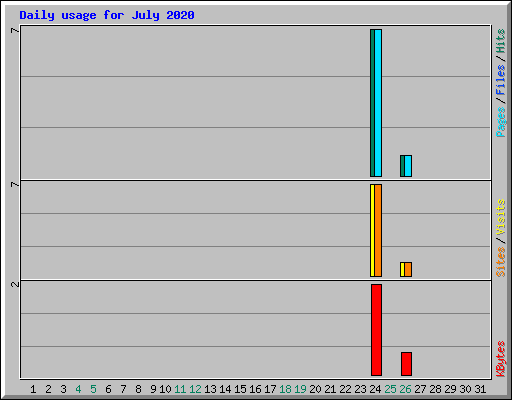 Daily usage for July 2020
7
Pages / Files / Hits
7
Sites / Visits
2
KBytes
1 2 3 4 5 6 7 8 9 10 11 12 13 14 15 16 17 18 19 20 21 22 23 24 25 26 27 28 29 30 31